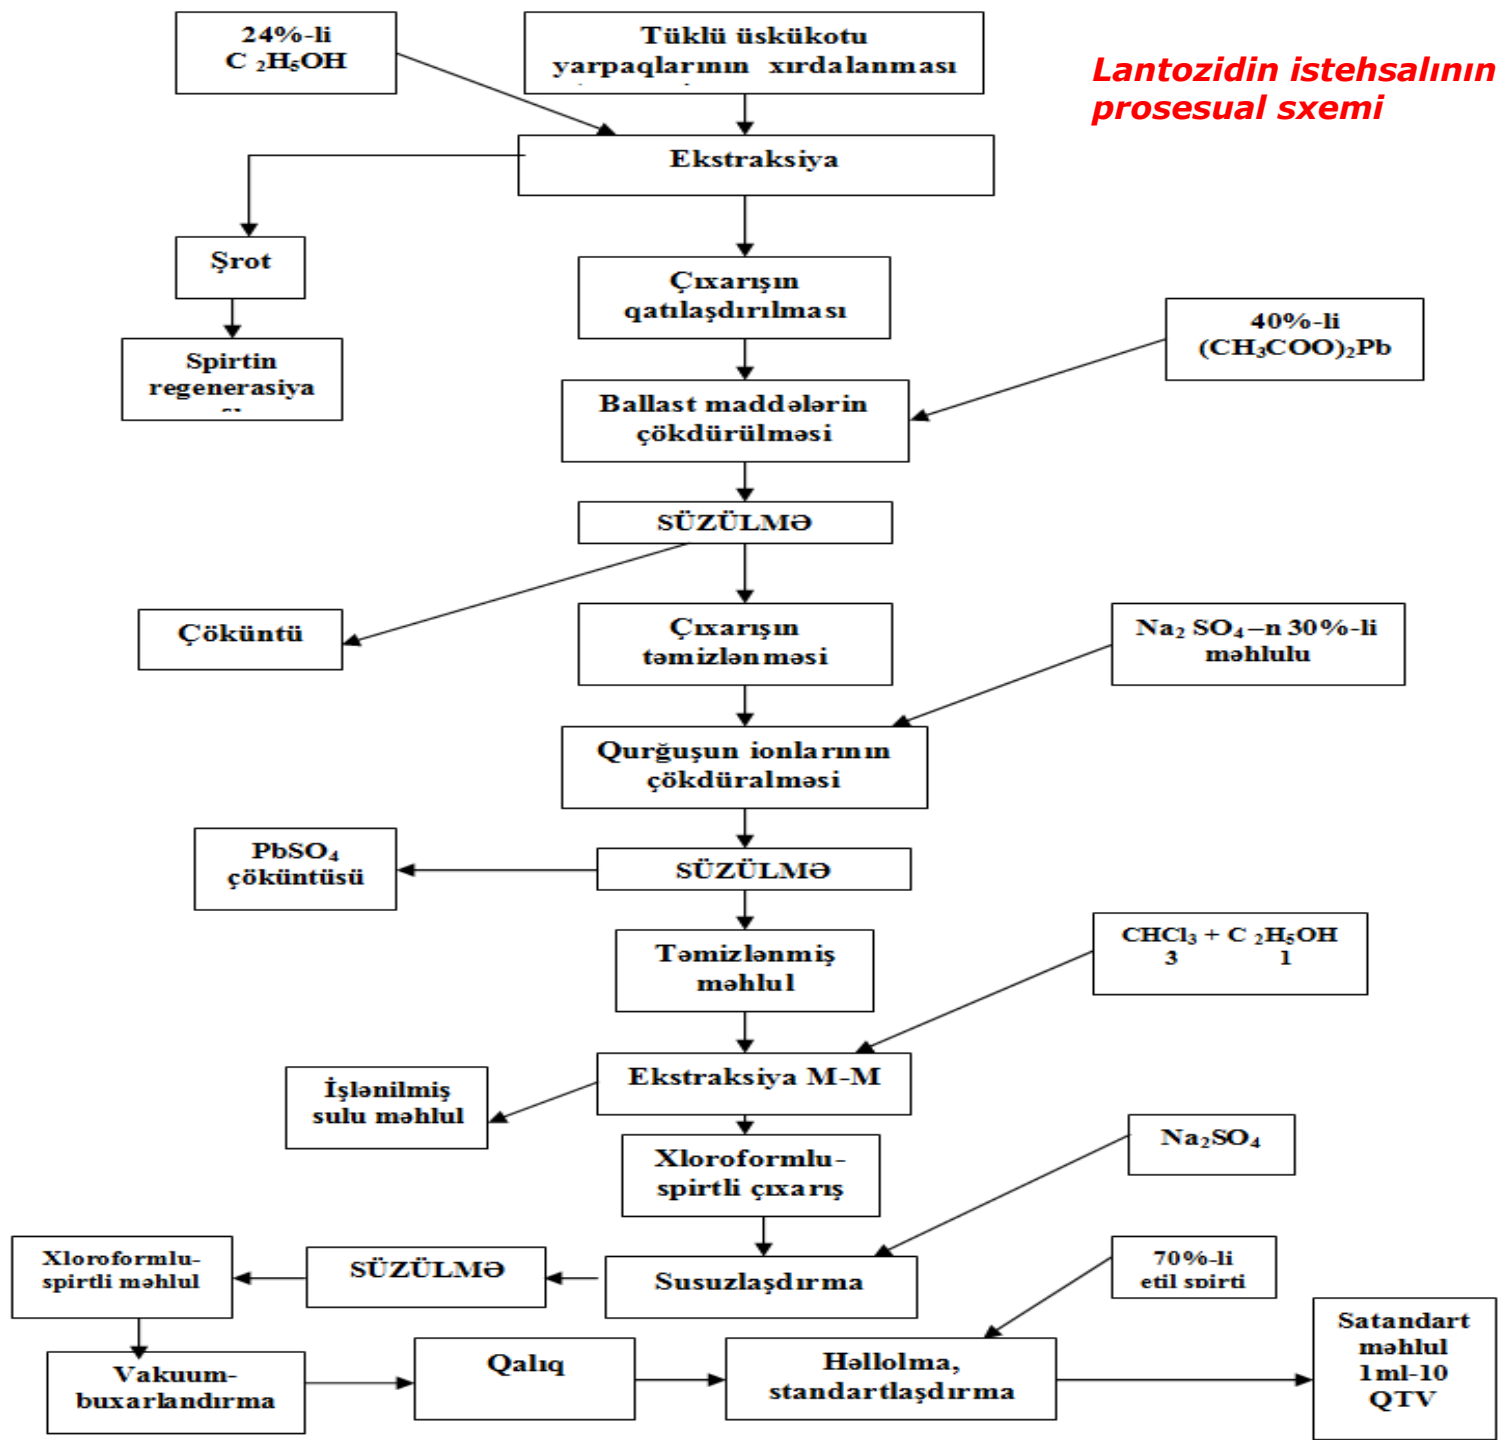 Lantozidin istehsalının
prosesual sxemi
24%-li
C ₂H₅OH
Tüklü üskükotu
yarpaqlarının xırdalanması
Ekstraksiya
Şrot
Spirtin
regenerasiya
Çıxarışın
qatılaşdırılması
40%-li
(CH₃COO)₂Pb
Ballast maddələrin
çökdürülməsi
SÜZÜLMƏ
Çöküntü
Çıxarışın
təmizlənməsi
Na₂ SO₄ –n 30%-li
məhlulu
Qurğuşun ionlarının
çökdüralməsi
PbSO₄
çöküntüsü
SÜZÜLMƏ
Təmizlənmiş
məhlul
CHCl₃ + C ₂H₅OH
3 1
Ekstraksiya M-M
İşlənilmiş
sulu məhlul
Xloroformlu-
spirtli çıxarış
Na₂SO₄
Susuzlaşdırma
SÜZÜLMƏ
Xloroformlu-
spirtli məhlul
70%-li
etil spirti
Vakuum-
buxarlandırma
Qalıq
Həllolma,
standartlaşdırma
Satandart
məhlul
1ml-10
QTV